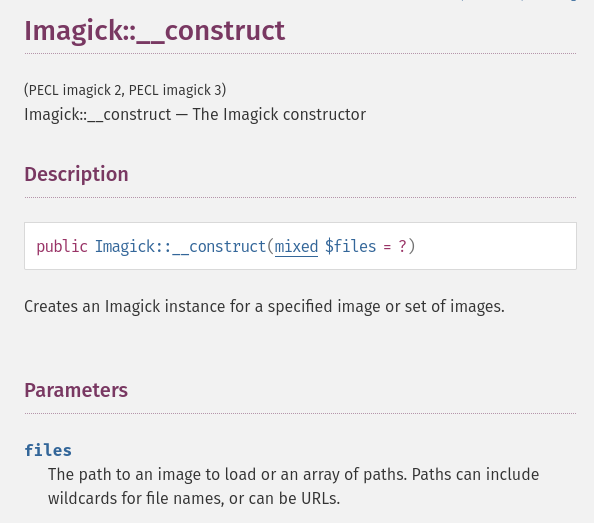 Imagick::__construct
(PECL imagick 2, PECL imagick 3)
Imagick::__construct — The Imagick constructor
Description
public Imagick::__construct(mixed $files = ?)
Creates an Imagick instance for a specified image or set of images.
Parameters
files
The path to an image to load or an array of paths. Paths can include
wildcards for file names, or can be URLs.